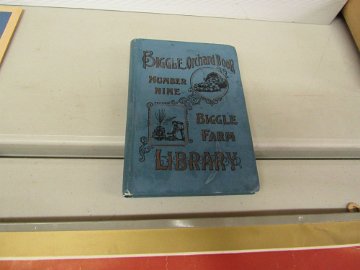 BIGGLE Orchard Book
NUMBER
NINE
BIGGLE
FARM
LIBRARY